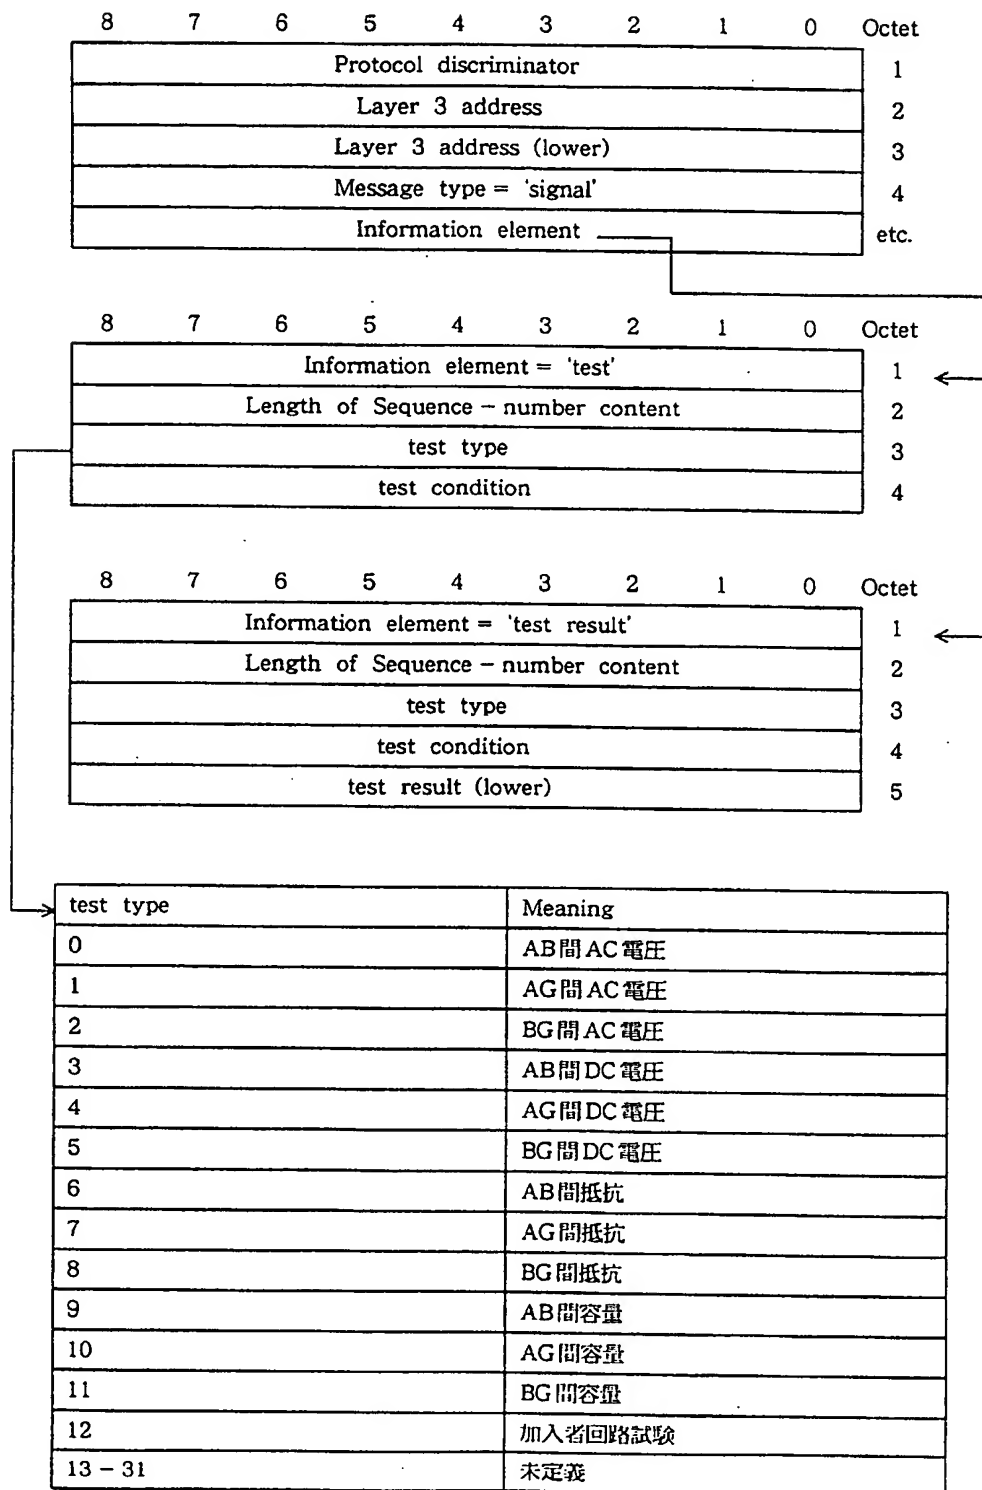 8 7 6 5 4 3 2 1 0 Octet
Protocol discriminator 1
Layer 3 address 2
Layer 3 address (lower) 3
Message type = 'signal' 4
Information element etc.
8 7 6 5 4 3 2 1 0 Octet
Information element = 'test' 1
Length of Sequence - number content 2
test type 3
test condition 4
8 7 6 5 4 3 2 1 0 Octet
Information element = 'test result' 1
Length of Sequence - number content 2
test type 3
test condition 4
test result (lower) 5
test type Meaning
0 AB間AC電圧
1 AG間AC電圧
2 BG間AC電圧
3 AB間DC電圧
4 AG間DC電圧
5 BG間DC電圧
6 AB間抵抗
7 AG間抵抗
8 BG間抵抗
9 AB間容量
10 AG間容量
11 BG間容量
12 加入者回路試験
13 - 31 未定義